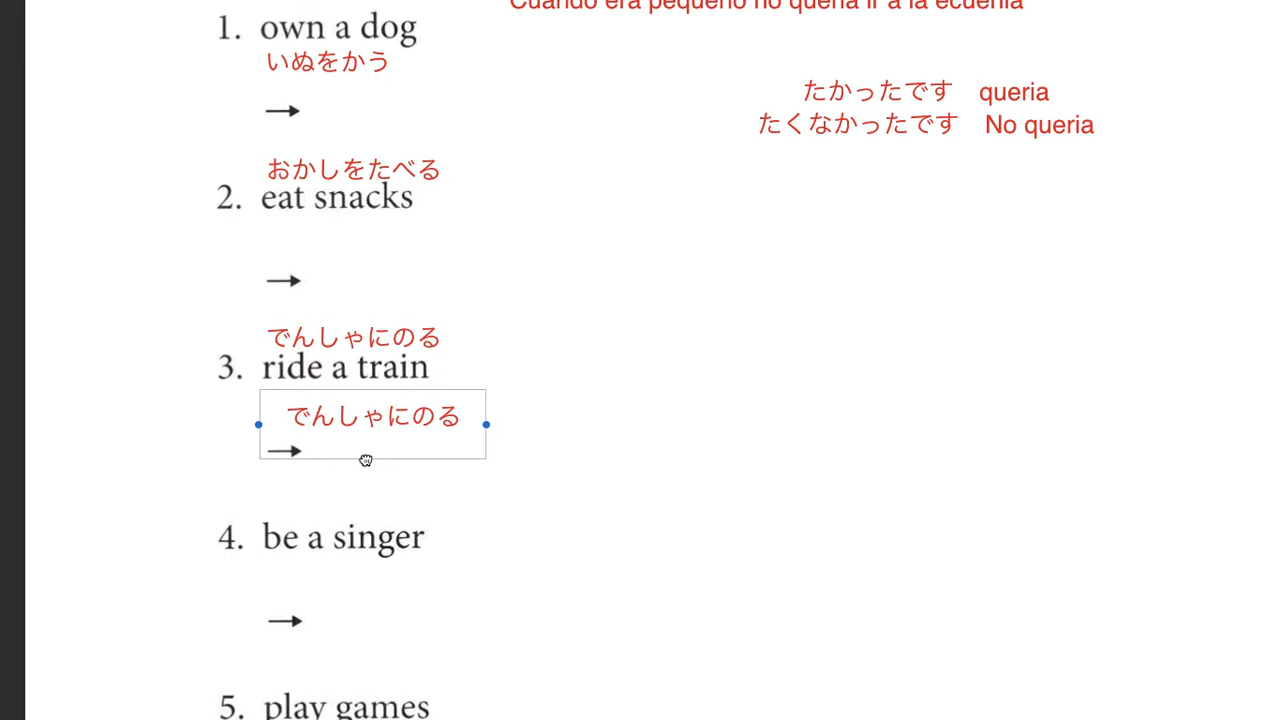 Cuando era pequeño no queria ir a la ecuenla
1. own a dog
いぬをかう
→
たかったです queria
たくなかったです No queria
おかしをたべる
2. eat snacks
→
でんしゃにのる
3. ride a train
でんしゃにのる
→
4. be a singer
→
5. play games